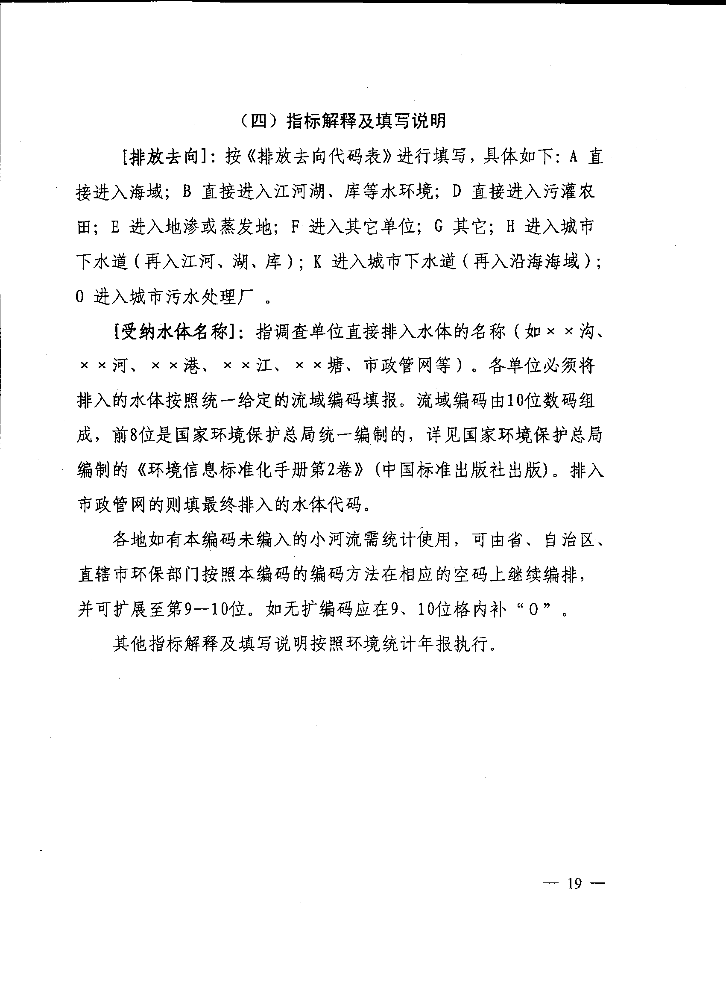 （四）指标解释及填写说明
[排放去向]：按《排放去向代码表》进行填写，具体如下：A 直
接进入海域；B 直接进入江河湖、库等水环境；D 直接进入污灌农
田；E 进入地渗或蒸发地；F 进入其它单位；G 其它；H 进入城市
下水道（再入江河、湖、库）；K 进入城市下水道（再入沿海海域）；
O 进入城市污水处理厂 。
[受纳水体名称]：指调查单位直接排入水体的名称（如××沟、
××河、××港、××江、××塘、市政管网等）。各单位必须将
排入的水体按照统一给定的流域编码填报。流域编码由10位数码组
成，前8位是国家环境保护总局统一编制的，详见国家环境保护总局
编制的《环境信息标准化手册第2卷》(中国标准出版社出版)。排入
市政管网的则填最终排入的水体代码。
各地如有本编码未编入的小河流需统计使用，可由省、自治区、
直辖市环保部门按照本编码的编码方法在相应的空码上继续编排，
并可扩展至第9—10位。如无扩编码应在9、10位格内补“0”。
其他指标解释及填写说明按照环境统计年报执行。
— 19 —